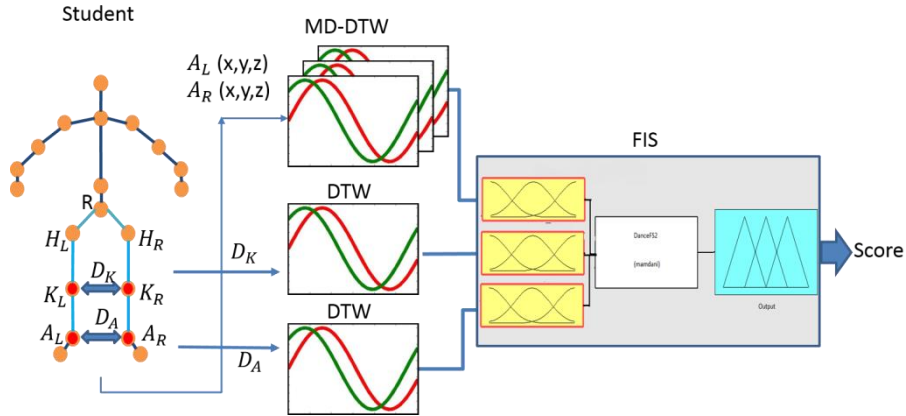 Student
MD-DTW
A_L (x,y,z)
A_R (x,y,z)
FIS
R
DTW
H_L
H_R
D_K
D_K
K_L
K_R
DanceFS2
(mamdani)
Score
Output
DTW
D_A
A_L
A_R
D_A